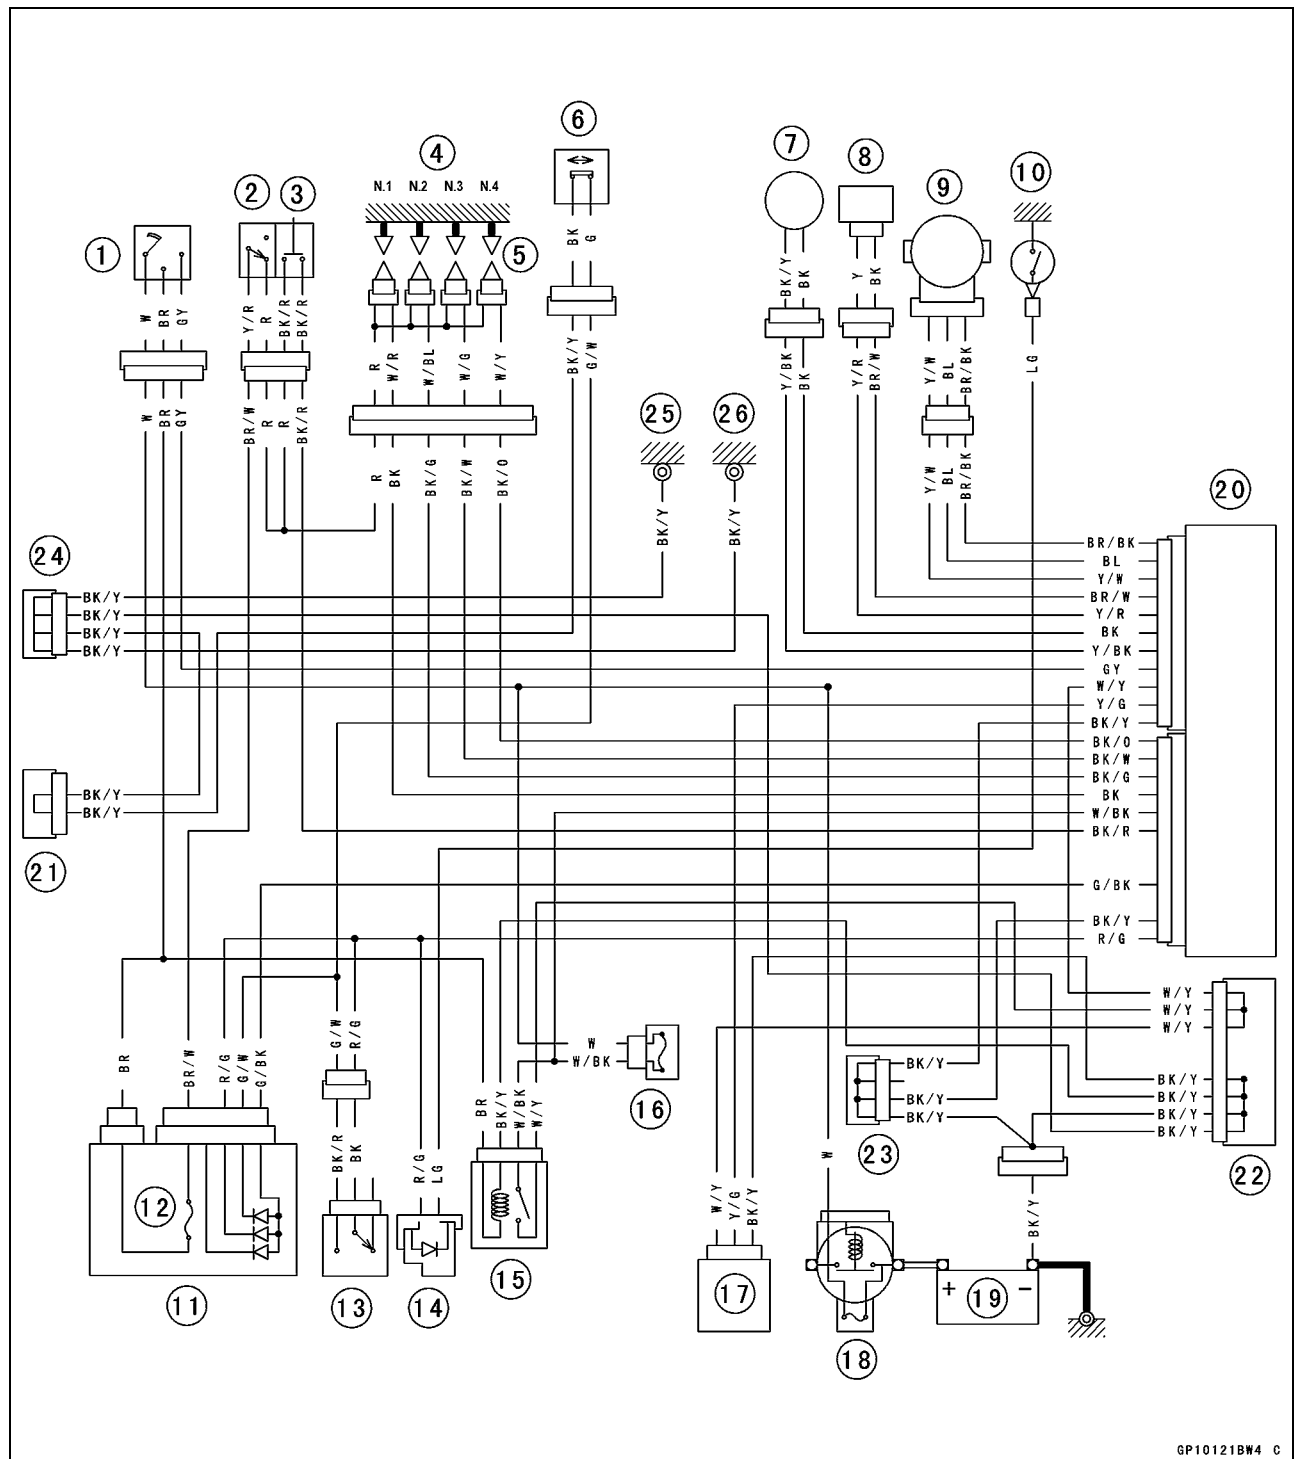 6
7
8
4
9
10
N.1 N.2 N.3 N.4
2
3
1
5
BK
G
BK/Y
BK
Y
BK
W
BR
GY
Y/R
R
BK/R
BK/R
BK/Y
G/W
Y/BK
BK
Y/R
BR/W
Y/W
BL
BR/BK
LG
R
W/R
W/BL
W/G
W/Y
W
BR
GY
BR/W
R
R
BK/R
25
26
R
BK
BK/G
BK/W
BK/O
Y/W
BL
BR/BK
20
BK/Y
BK/Y
24
BR/BK
BL
Y/W
BK/Y
BR/W
BK/Y
Y/R
BK/Y
BK
BK/Y
Y/BK
GY
W/Y
Y/G
BK/Y
BK/O
BK/W
BK/G
BK/Y
BK
BK/Y
W/BK
BK/R
21
G/BK
BK/Y
R/G
W/Y
W/Y
W/Y
BR
BR/W
R/G
G/W
G/BK
G/W
R/G
W
W/BK
BK/Y
BK/Y
BK/Y
BK/Y
BK/Y
BK/Y
BK/Y
BR
BK/Y
W/BK
W/Y
16
23
22
BK/R
BK
R/G
LG
W
W/Y
Y/G
BK/Y
BK/Y
12
11
13
14
15
17
18
+ 19 −
GP10121BW4 C